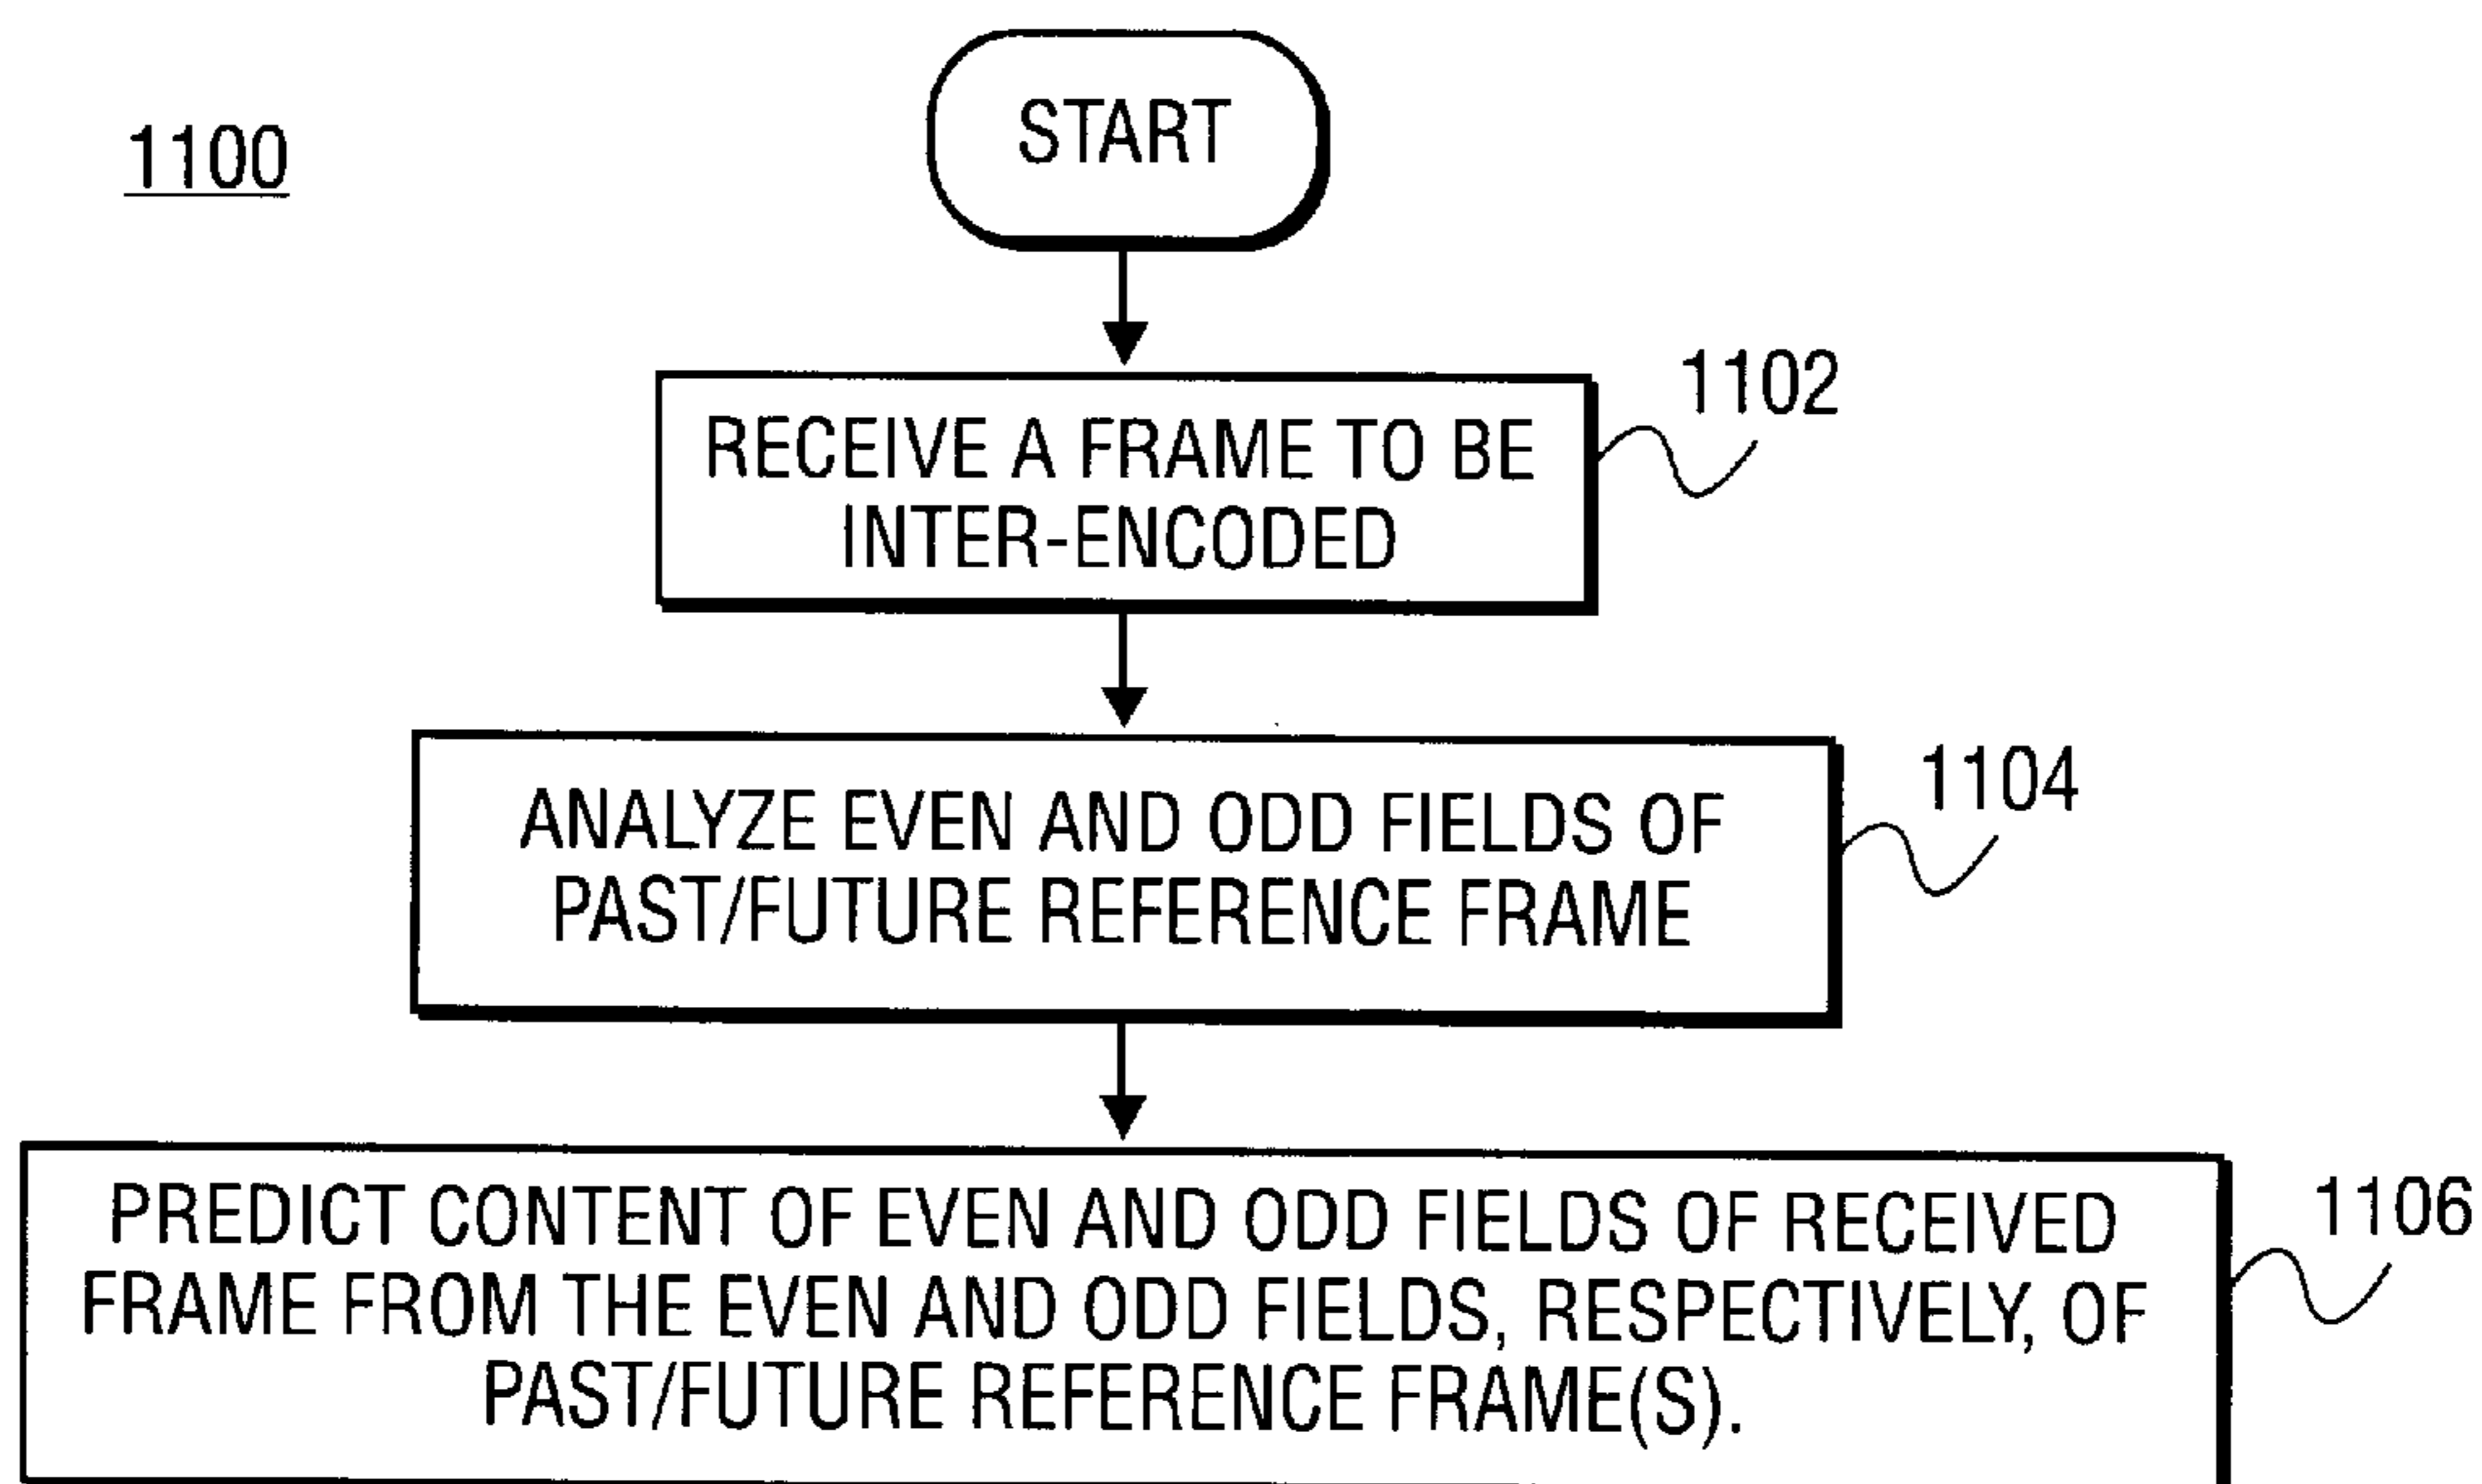 START
1100
1102
RECEIVE A FRAME TO BE
INTER-ENCODED
1104
ANALYZE EVEN AND ODD FIELDS OF
PAST/FUTURE REFERENCE FRAME
1106
PREDICT CONTENT OF EVEN AND ODD FIELDS OF RECEIVED
FRAME FROM THE EVEN AND ODD FIELDS, RESPECTIVELY, OF
PAST/FUTURE REFERENCE FRAME(S).